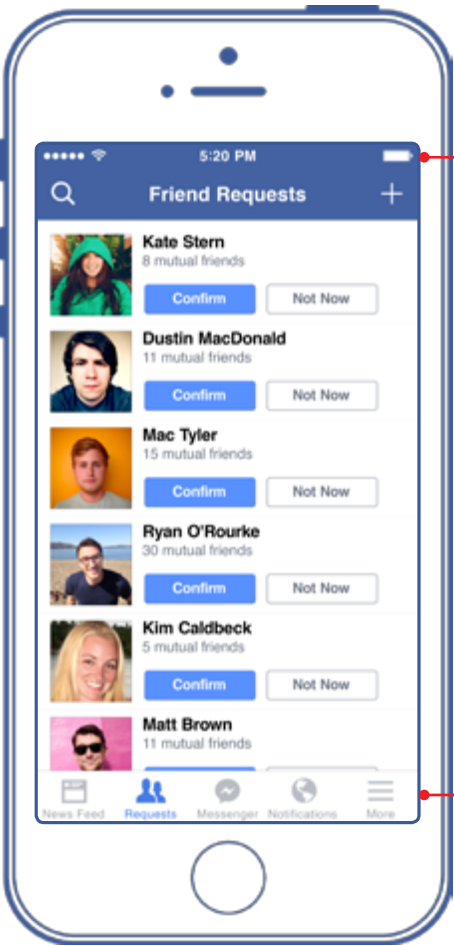 5:20 PM
Friend Requests
Kate Stern
8 mutual friends
Confirm Not Now
Dustin MacDonald
11 mutual friends
Confirm Not Now
Mac Tyler
15 mutual friends
Confirm Not Now
Ryan O'Rourke
30 mutual friends
Confirm Not Now
Kim Caldbeck
5 mutual friends
Confirm Not Now
Matt Brown
11 mutual friends
News Feed Requests Messenger Notifications More